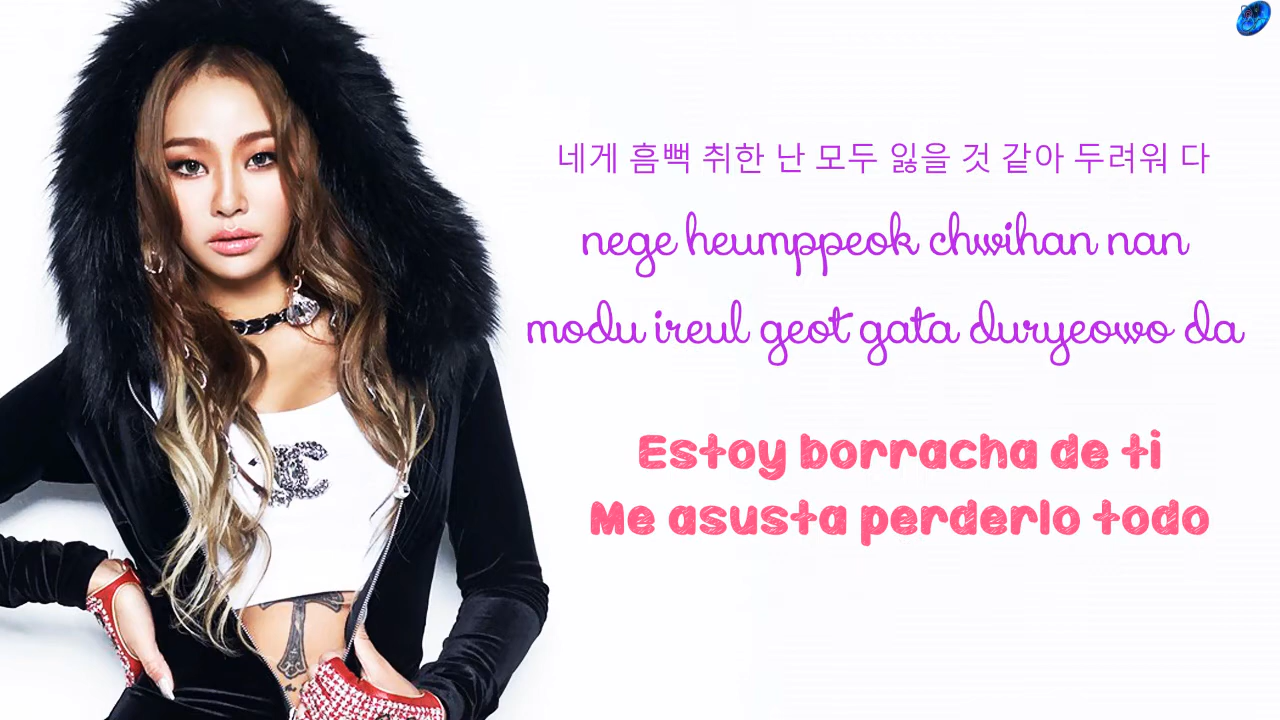 네게 흠뻑 취한 난 모두 잃을 것 같아 두려워 다
nege heumppeok chwihan nan
modu ireul geot gata duryeowo da
Estoy borracha de ti
Me asusta perderlo todo